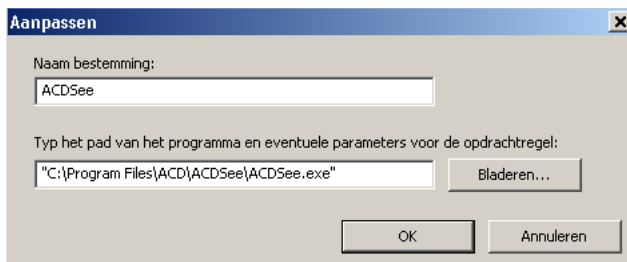 Aanpassen
Naam bestemming:
ACDSee
Typ het pad van het programma en eventuele parameters voor de opdrachtregel:
"C:\Program Files\ACD\ACDSee\ACDSee.exe"
Bladeren...
OK
Annuleren